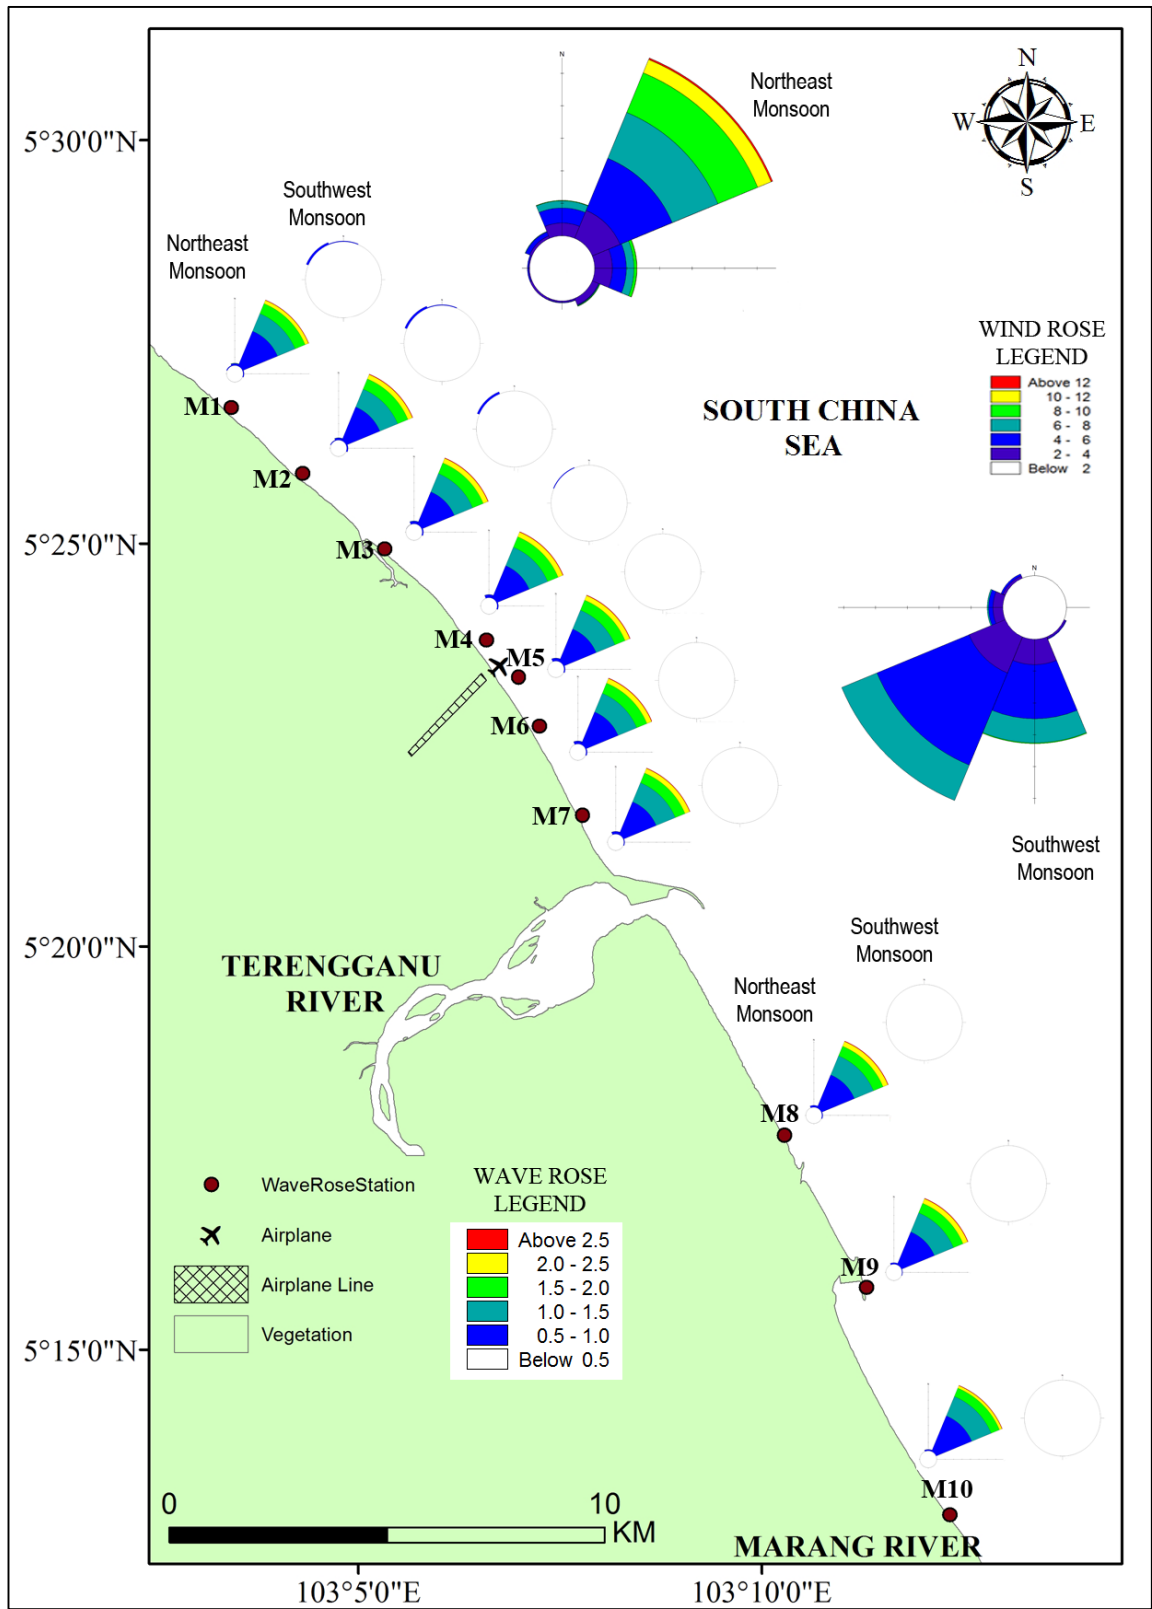 N
Northeast
Monsoon
N
W
E
S
5°30'0"N
Southwest
Monsoon
Northeast
Monsoon
WIND ROSE
LEGEND
Above 12
10 - 12
8 - 10
6 - 8
4 - 6
2 - 4
Below 2
SOUTH CHINA
SEA
M1
M2
5°25'0"N
M3
M4
M5
M6
M7
N
Southwest
Monsoon
5°20'0"N
TERENGGANU
RIVER
Southwest
Monsoon
Northeast
Monsoon
M8
M9
M10
WaveRoseStation
Airplane
Airplane Line
Vegetation
WAVE ROSE
LEGEND
Above 2.5
2.0 - 2.5
1.5 - 2.0
1.0 - 1.5
0.5 - 1.0
Below 0.5
5°15'0"N
0
10
KM
MARANG RIVER
103°5'0"E
103°10'0"E